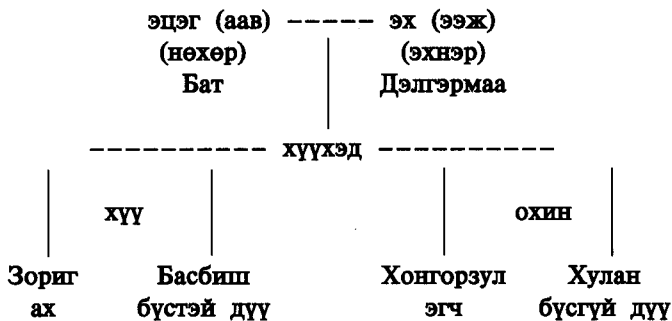 эцэг (аав) ----- эх (ээж)
(нөхөр) (эхнэр)
Бат Дэлгэрмаа
хүүхэд
хүү охин
Зориг Басбиш Хонгорзул Хулан
ах бүстэй дүү эгч бүсгүй дүү